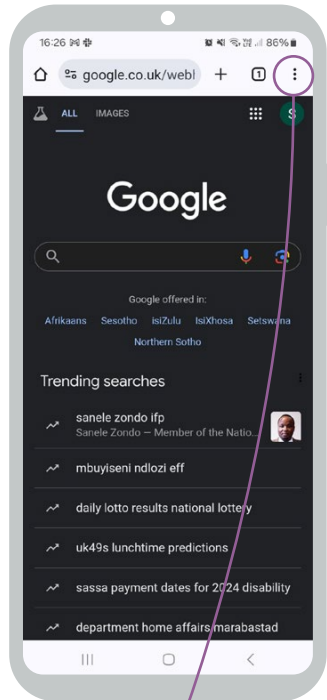 16:26
86%
google.co.uk/webl
1
ALL IMAGES
S
Google
Google offered in:
Afrikaans Sesotho isiZulu IsiXhosa Setswana
Northern Sotho
Trending searches
sanele zondo ifp
Sanele Zondo — Member of the Natio...
mbuyiseni ndlozi eff
daily lotto results national lottery
uk49s lunchtime predictions
sassa payment dates for 2024 disability
department home affairs marabastad